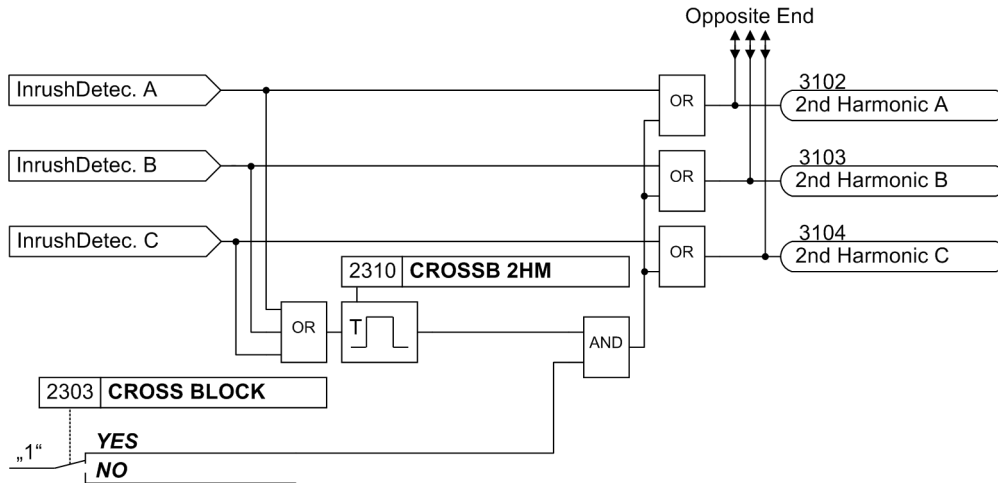 Opposite End
InrushDetec. A
OR
3102
2nd Harmonic A
InrushDetec. B
OR
3103
2nd Harmonic B
InrushDetec. C
OR
3104
2nd Harmonic C
2310 CROSSB 2HM
OR
T
AND
2303 CROSS BLOCK
„1“
YES
NO